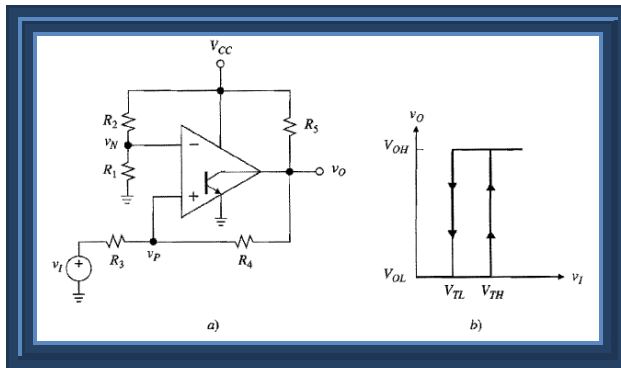 V_CC
R_2
R_5
v_N
R_1
−
+
v_O
v_I
+
R_3
v_P
R_4
a)
v_O
V_OH
V_OL
V_TL V_TH
v_I
b)